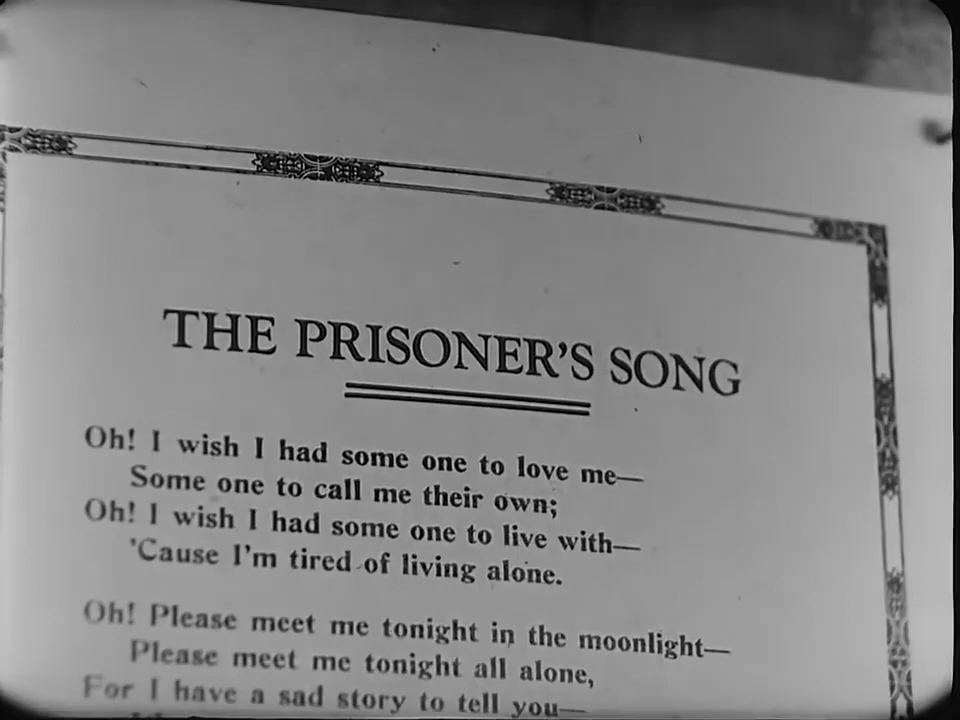 THE PRISONER'S SONG
Oh! I wish I had some one to love me—
Some one to call me their own;
Oh! I wish I had some one to live with—
'Cause I'm tired of living alone.
Oh! Please meet me tonight in the moonlight—
Please meet me tonight all alone,
For I have a sad story to tell you—